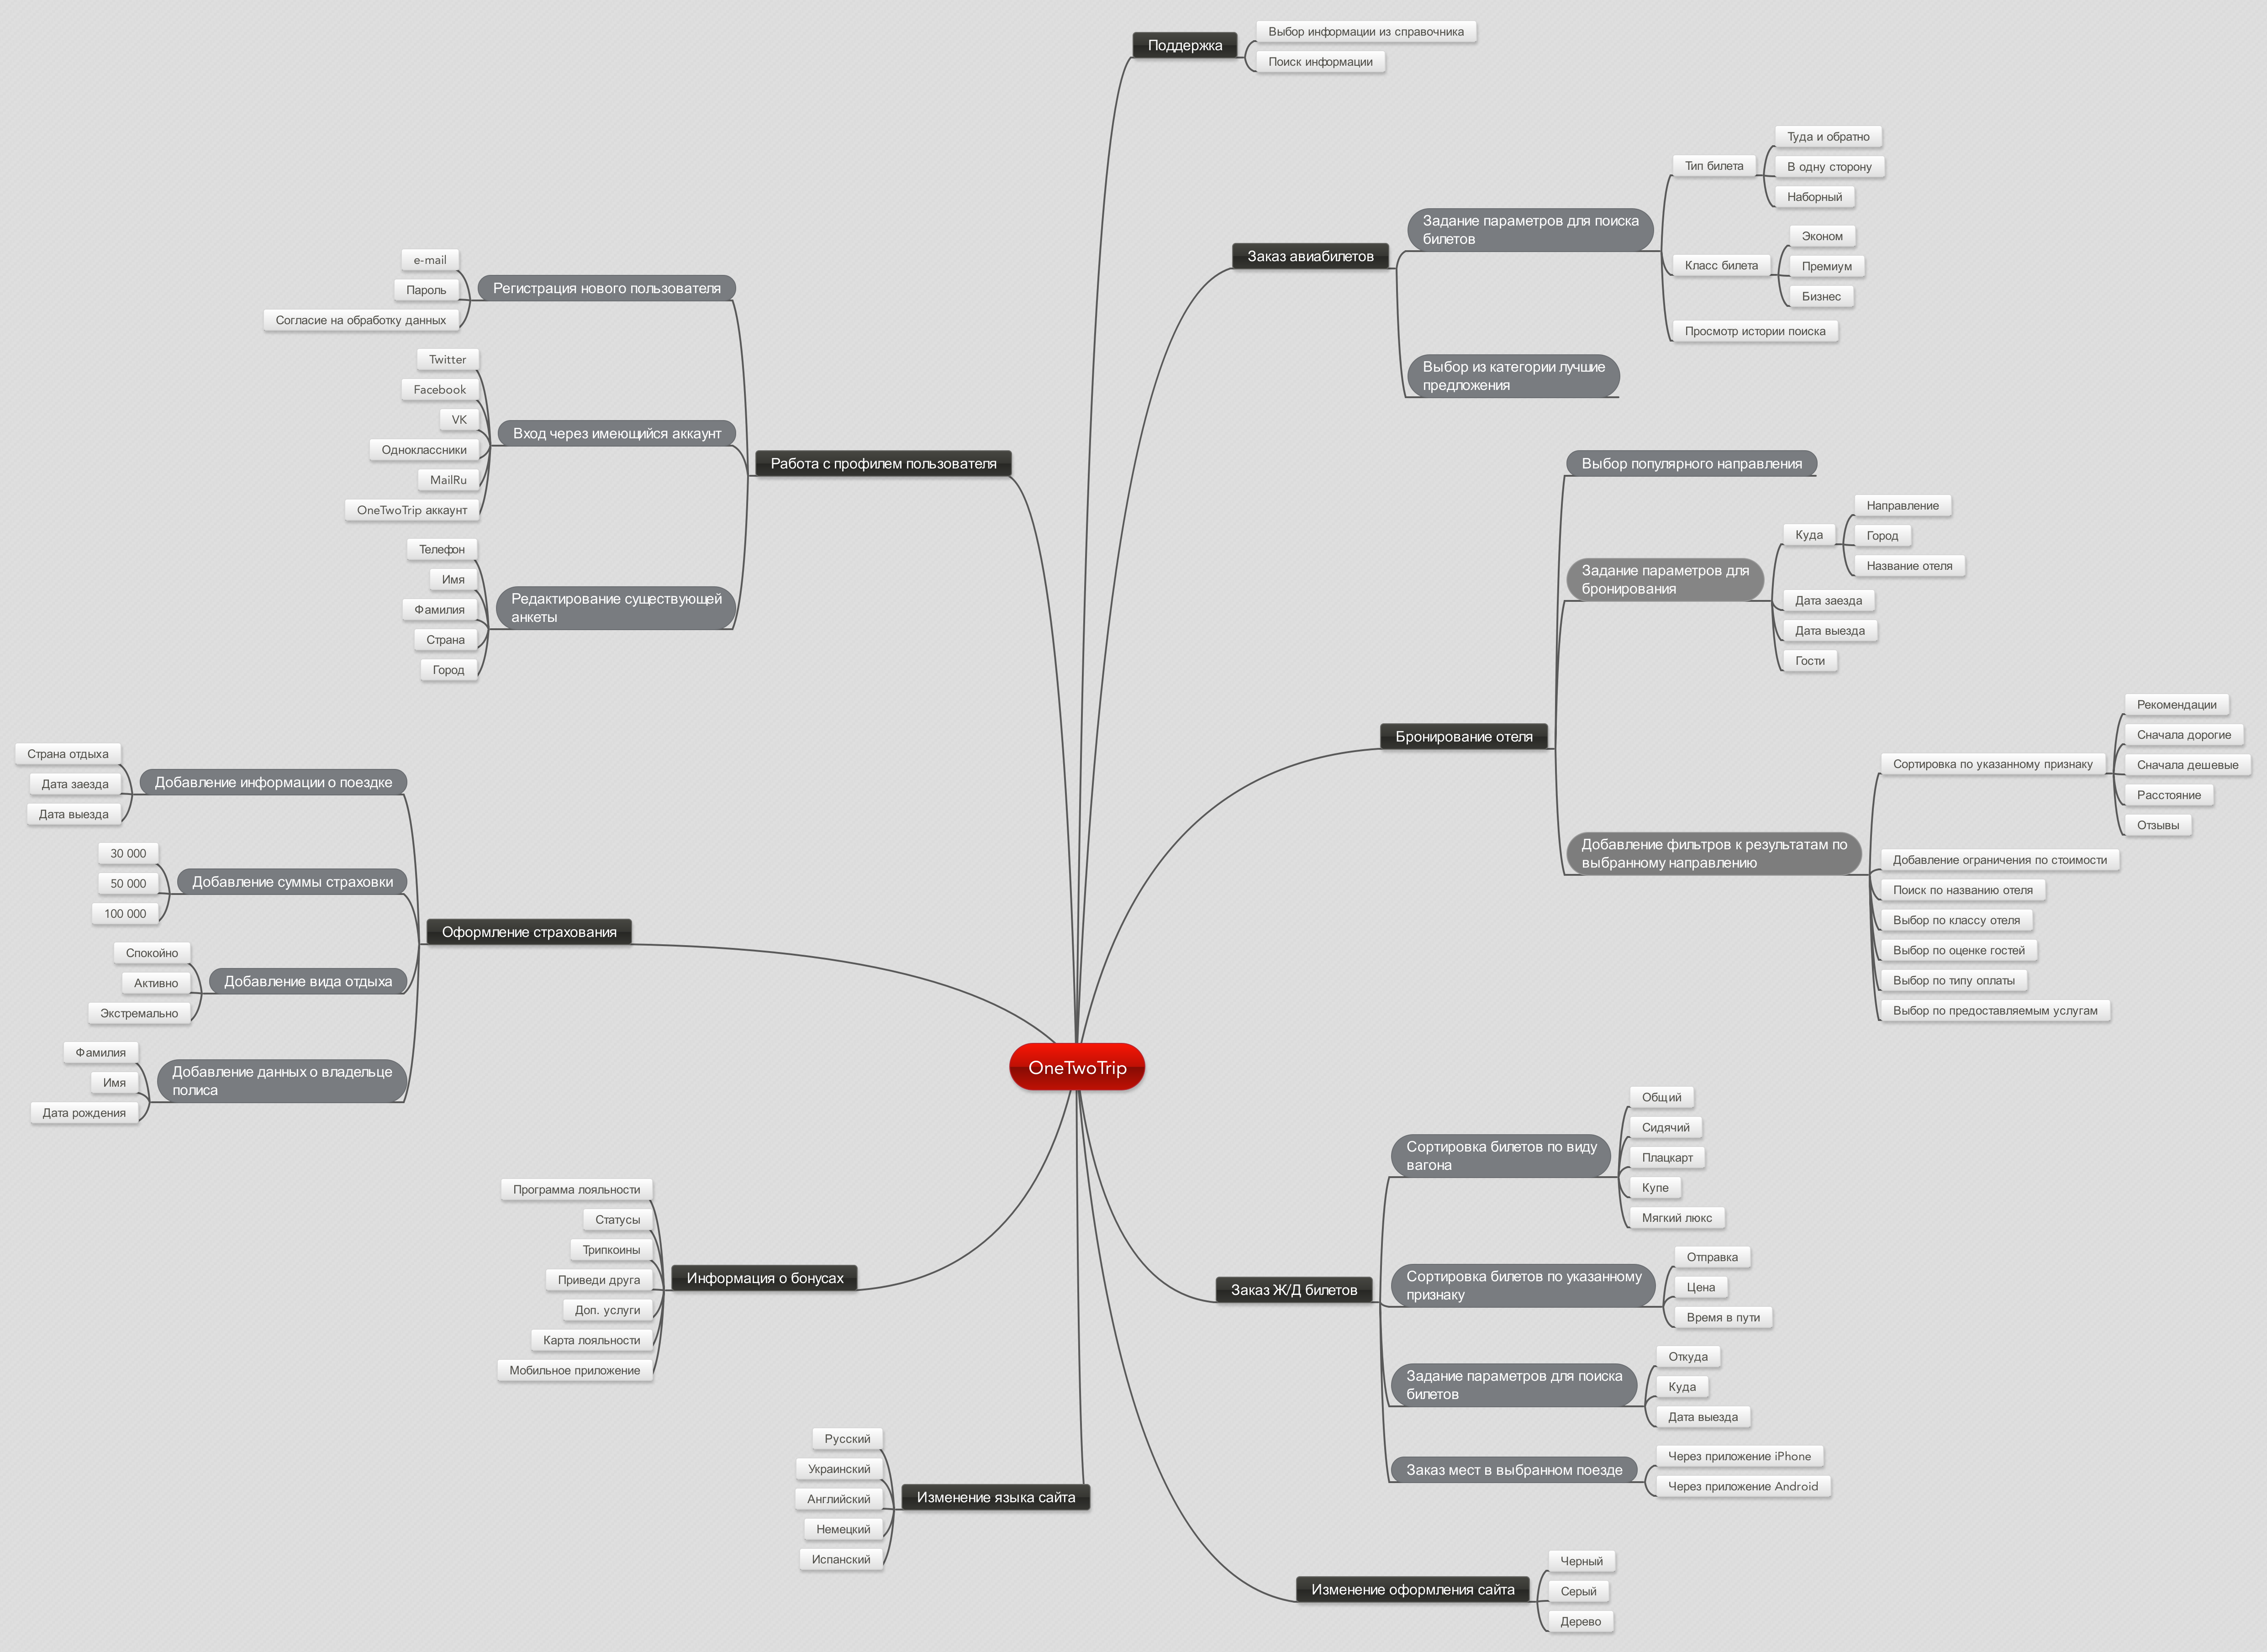 OneTwoTrip
Поддержка
Выбор информации из справочника
Поиск информации
Заказ авиабилетов
Задание параметров для поиска
билетов
Тип билета
Туда и обратно
В одну сторону
Наборный
Класс билета
Эконом
Премиум
Бизнес
Просмотр истории поиска
Выбор из категории лучшие
предложения
Бронирование отеля
Выбор популярного направления
Задание параметров для
бронирования
Куда
Направление
Город
Название отеля
Дата заезда
Дата выезда
Гости
Добавление фильтров к результатам по
выбранному направлению
Сортировка по указанному признаку
Рекомендации
Сначала дорогие
Сначала дешевые
Расстояние
Отзывы
Добавление ограничения по стоимости
Поиск по названию отеля
Выбор по классу отеля
Выбор по оценке гостей
Выбор по типу оплаты
Выбор по предоставляемым услугам
Заказ Ж/Д билетов
Сортировка билетов по виду
вагона
Общий
Сидячий
Плацкарт
Купе
Мягкий люкс
Сортировка билетов по указанному
признаку
Отправка
Цена
Время в пути
Задание параметров для поиска
билетов
Откуда
Куда
Дата выезда
Заказ мест в выбранном поезде
Через приложение iPhone
Через приложение Android
Изменение оформления сайта
Черный
Серый
Дерево
Работа с профилем пользователя
Регистрация нового пользователя
e-mail
Пароль
Согласие на обработку данных
Вход через имеющийся аккаунт
Twitter
Facebook
VK
Одноклассники
MailRu
OneTwoTrip аккаунт
Редактирование существующей
анкеты
Телефон
Имя
Фамилия
Страна
Город
Оформление страхования
Добавление информации о поездке
Страна отдыха
Дата заезда
Дата выезда
Добавление суммы страховки
30 000
50 000
100 000
Добавление вида отдыха
Спокойно
Активно
Экстремально
Добавление данных о владельце
полиса
Фамилия
Имя
Дата рождения
Информация о бонусах
Программа лояльности
Статусы
Трипкоины
Приведи друга
Доп. услуги
Карта лояльности
Мобильное приложение
Изменение языка сайта
Русский
Украинский
Английский
Немецкий
Испанский